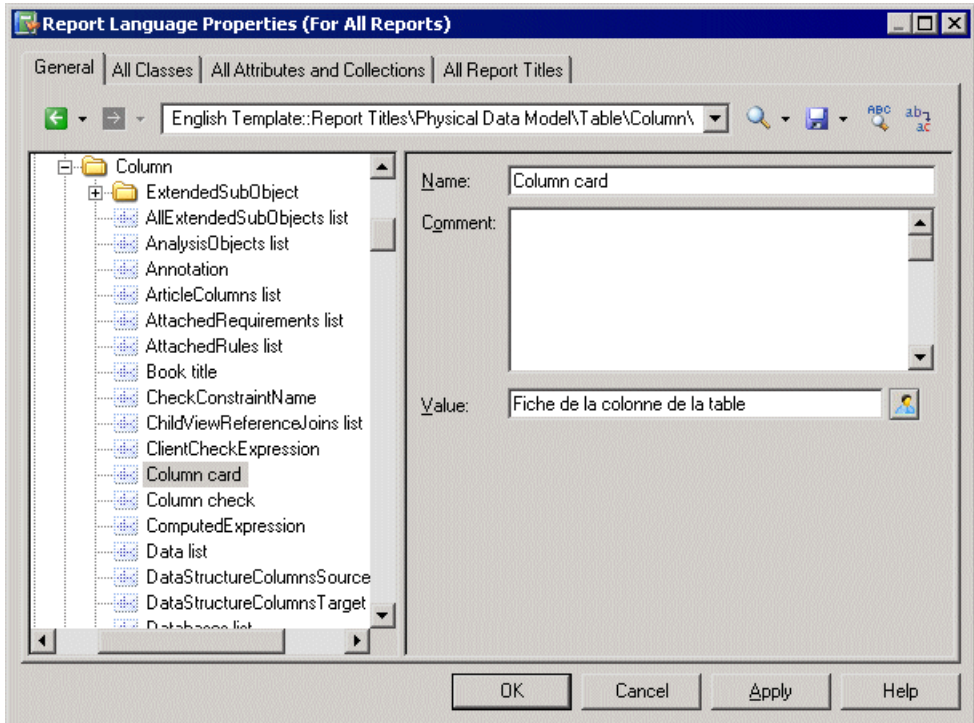 Report Language Properties (For All Reports)
General All Classes All Attributes and Collections All Report Titles
English Template::Report Titles\Physical Data Model\Table\Column\
Column
ExtendedSubObject
AllExtendedSubObjects list
AnalysisObjects list
Annotation
ArticleColumns list
AttachedRequirements list
AttachedRules list
Book title
CheckConstraintName
ChildViewReferenceJoins list
ClientCheckExpression
Column card
Column check
ComputedExpression
Data list
DataStructureColumnsSource
DataStructureColumnsTarget
Databases list
Name: Column card
Comment:
Value: Fiche de la colonne de la table
OK Cancel Apply Help